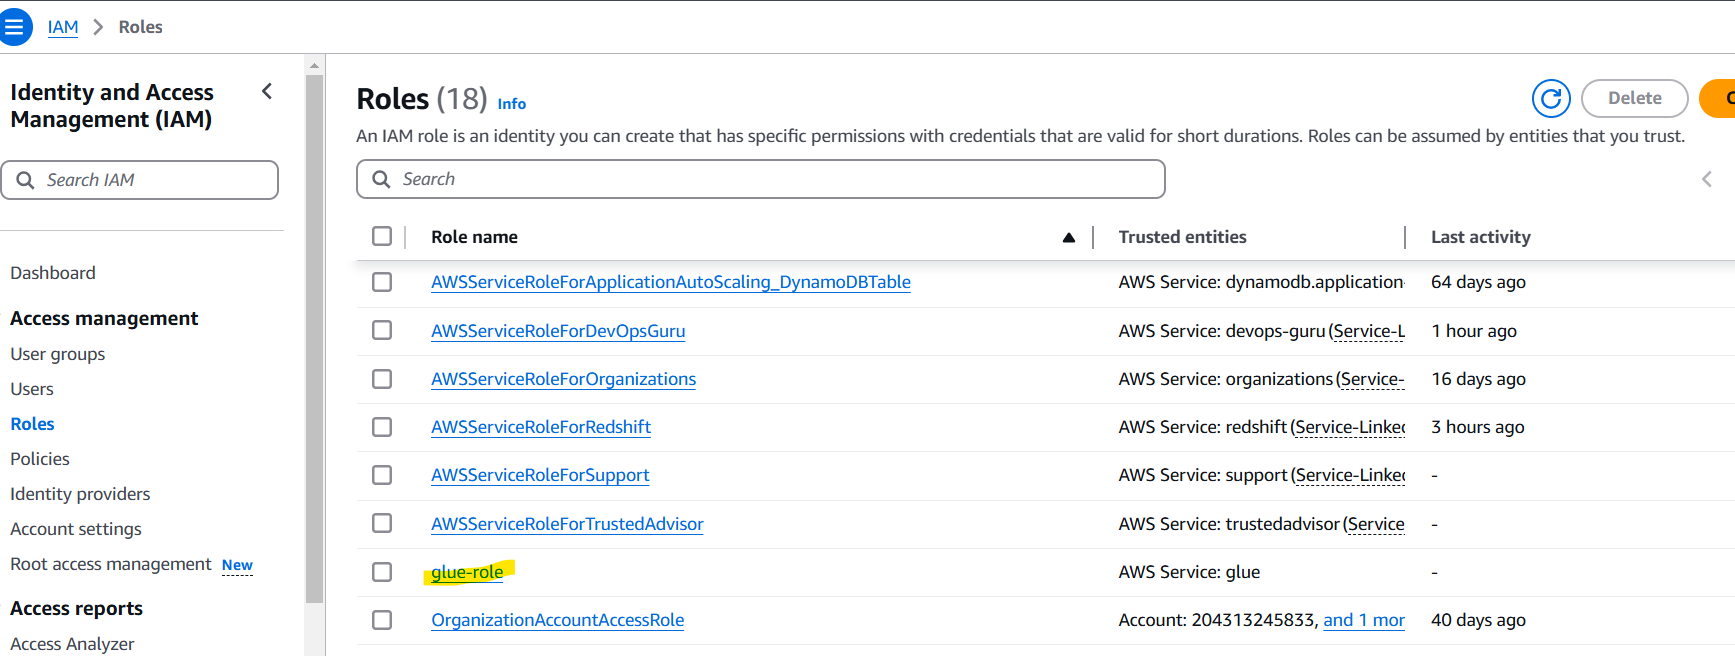 IAM > Roles
Identity and Access
Management (IAM)
Search IAM
Dashboard
Access management
User groups
Users
Roles
Policies
Identity providers
Account settings
Root access management New
Access reports
Access Analyzer
Roles (18) Info
Delete
An IAM role is an identity you can create that has specific permissions with credentials that are valid for short durations. Roles can be assumed by entities that you trust.
Search
Role name Trusted entities Last activity
AWSServiceRoleForApplicationAutoScaling_DynamoDBTable AWS Service: dynamodb.application- 64 days ago
AWSServiceRoleForDevOpsGuru AWS Service: devops-guru (Service-L 1 hour ago
AWSServiceRoleForOrganizations AWS Service: organizations (Service- 16 days ago
AWSServiceRoleForRedshift AWS Service: redshift (Service-Linked 3 hours ago
AWSServiceRoleForSupport AWS Service: support (Service-Linked -
AWSServiceRoleForTrustedAdvisor AWS Service: trustedadvisor (Service -
glue-role AWS Service: glue -
OrganizationAccountAccessRole Account: 204313245833, and 1 mor 40 days ago